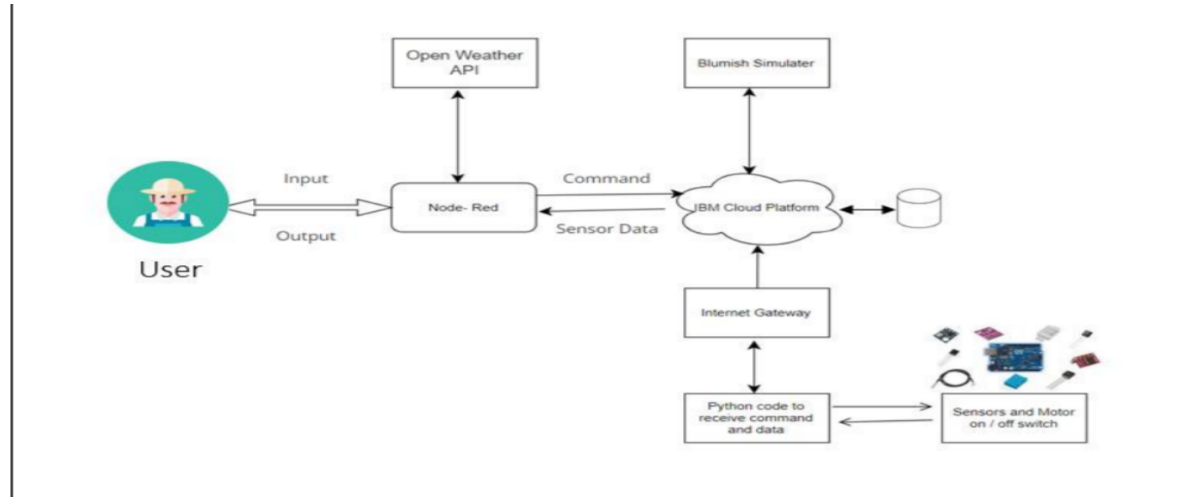 Open Weather
API
Blumish Simulater
Input
Command
Node- Red
IBM Cloud Platform
Output
Sensor Data
User
Internet Gateway
Python code to
receive command
and data
Sensors and Motor
on / off switch